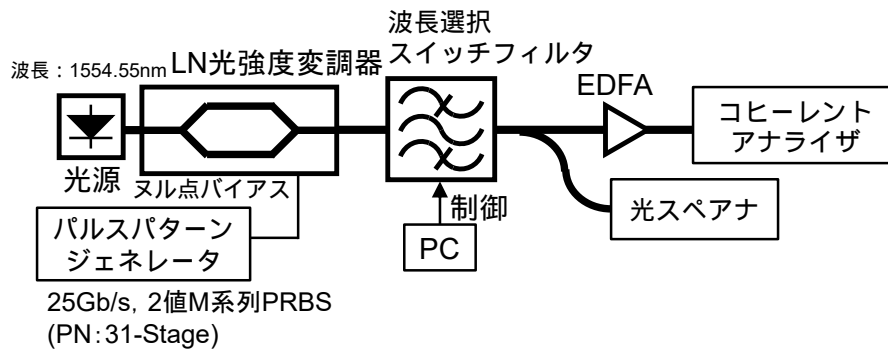 波長選択
スイッチフィルタ
波長：1554.55nm
LN光強度変調器
EDFA
コヒーレント
アナライザ
光源
ヌル点バイアス
制御
光スペアナ
パルスパターン
ジェネレータ
PC
25Gb/s, 2値M系列PRBS
(PN：31-Stage)